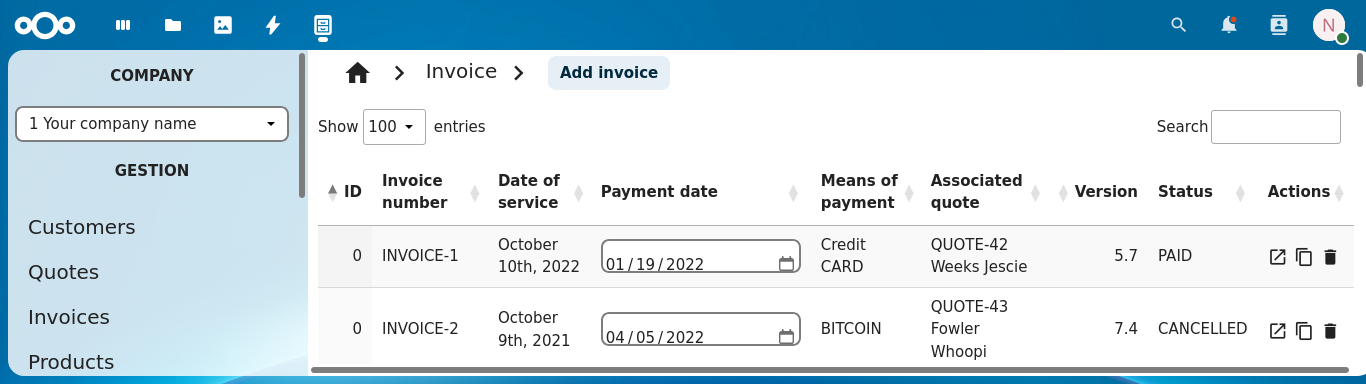 N
COMPANY
1 Your company name
GESTION
Customers
Quotes
Invoices
Products
Invoice
Add invoice
Show 100 entries
Search
ID
Invoice
number
Date of
service
Payment date
Means of
payment
Associated
quote
Version
Status
Actions
0
INVOICE-1
October
10th, 2022
01/19/2022
Credit
CARD
QUOTE-42
Weeks Jescie
5.7
PAID
0
INVOICE-2
October
9th, 2021
04/05/2022
BITCOIN
QUOTE-43
Fowler
Whoopi
7.4
CANCELLED